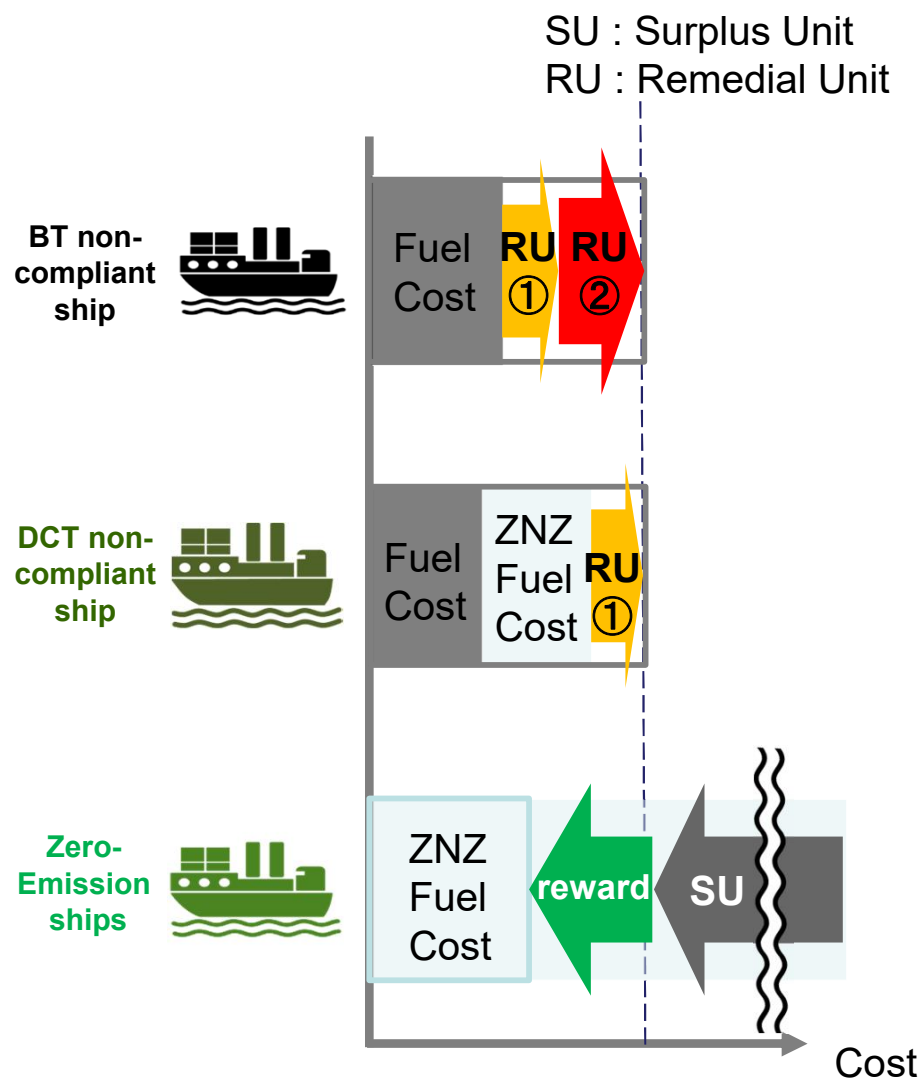 SU : Surplus Unit
RU : Remedial Unit
BT non-
compliant
ship
Fuel
Cost
RU
①
RU
②
DCT non-
compliant
ship
Fuel
Cost
ZNZ
Fuel
Cost
RU
①
Zero-
Emission
ships
ZNZ
Fuel
Cost
reward
SU
Cost